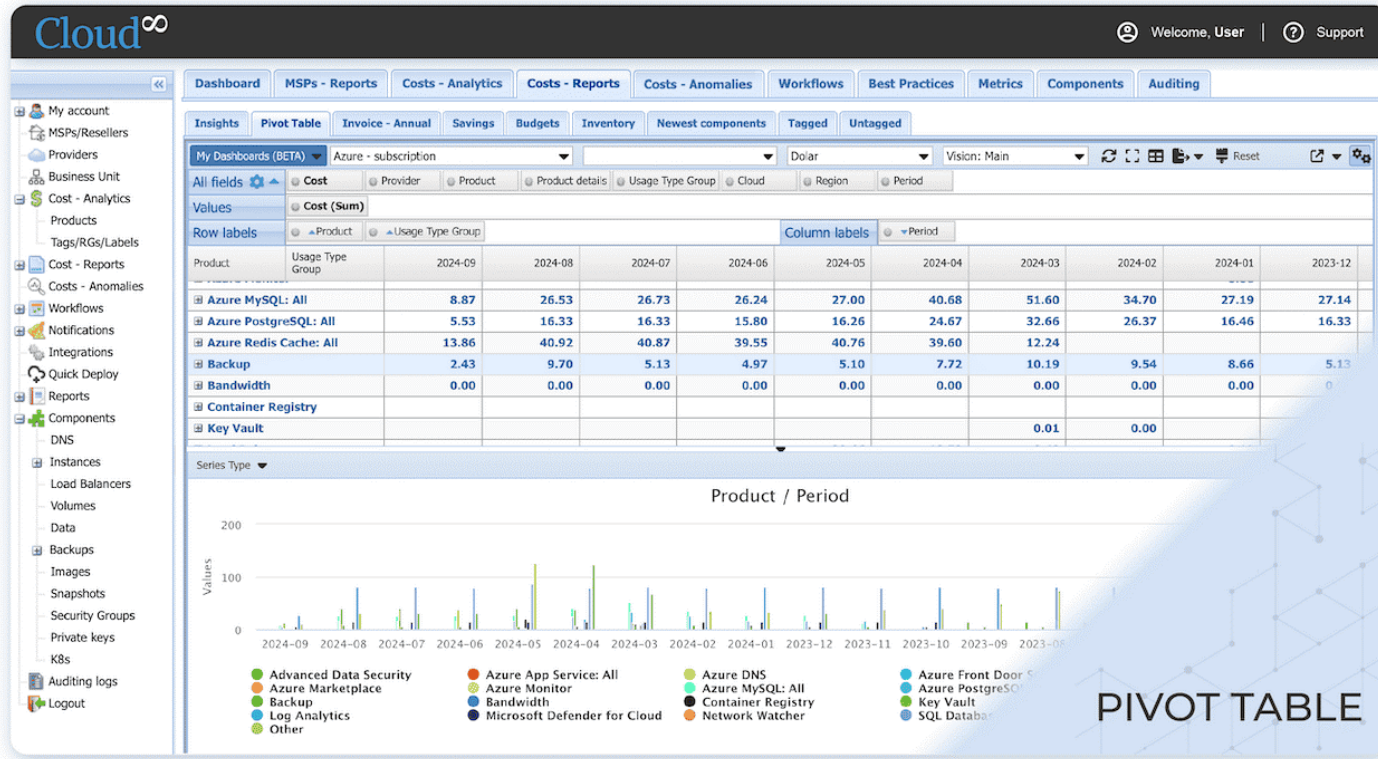 Cloud∞
Welcome, User | Support
My account
MSPs/Resellers
Providers
Business Unit
Cost - Analytics
Products
Tags/RGs/Labels
Cost - Reports
Costs - Anomalies
Workflows
Notifications
Integrations
Quick Deploy
Reports
Components
DNS
Instances
Load Balancers
Volumes
Data
Backups
Images
Snapshots
Security Groups
Private keys
K8s
Auditing logs
Logout
Dashboard MSPs - Reports Costs - Analytics Costs - Reports Costs - Anomalies Workflows Best Practices Metrics Components Auditing
Insights Pivot Table Invoice - Annual Savings Budgets Inventory Newest components Tagged Untagged
My Dashboards (BETA) Azure - subscription Dolar Vision: Main Reset
All fields Cost Provider Product Product details Usage Type Group Cloud Region Period
Values Cost (Sum)
Row labels Product Usage Type Group Column labels Period
Product Usage Type Group 2024-09 2024-08 2024-07 2024-06 2024-05 2024-04 2024-03 2024-02 2024-01 2023-12
Azure MySQL: All 8.87 26.53 26.73 26.24 27.00 40.68 51.60 34.70 27.19 27.14
Azure PostgreSQL: All 5.53 16.33 16.33 15.80 16.26 24.67 32.66 26.37 16.46 16.33
Azure Redis Cache: All 13.86 40.92 40.87 39.55 40.76 39.60 12.24
Backup 2.43 9.70 5.13 4.97 5.10 7.72 10.19 9.54 8.66 5.13
Bandwidth 0.00 0.00 0.00 0.00 0.00 0.00 0.00 0.00 0.00
Container Registry
Key Vault 0.01 0.00
Series Type
Product / Period
Values
200
100
0
2024-09 2024-08 2024-07 2024-06 2024-05 2024-04 2024-03 2024-02 2024-01 2023-12 2023-11 2023-10 2023-09
Advanced Data Security Azure App Service: All Azure DNS Azure Front Door
Azure Marketplace Azure Monitor Azure MySQL: All Azure PostgreSQ
Backup Bandwidth Container Registry Key Vault
Log Analytics Microsoft Defender for Cloud Network Watcher SQL Databa
Other
PIVOT TABLE